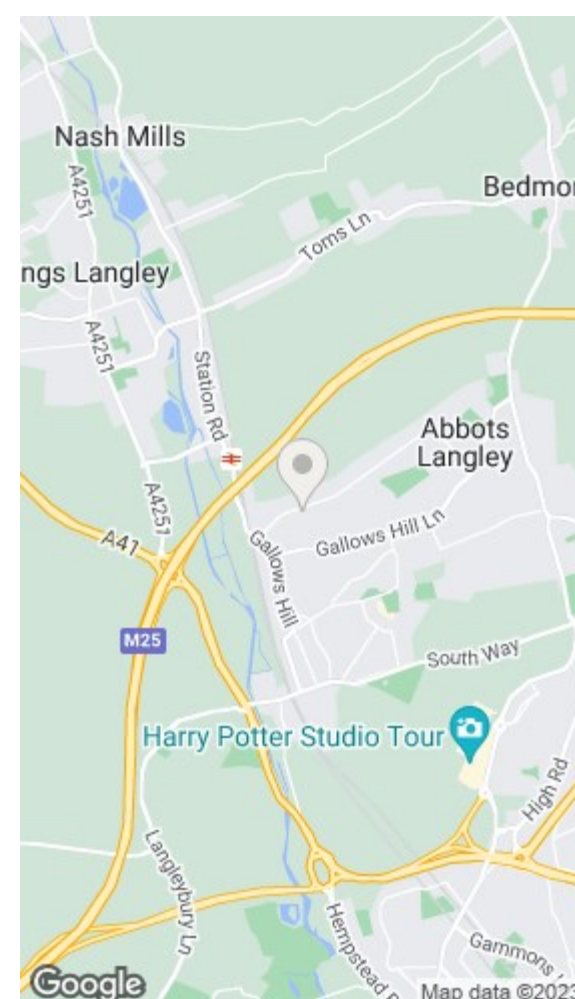 Nash Mills
A4251
Bedmo
Toms Ln
ngs Langley
A4251
Station Rd
Abbots
Langley
A4251
A41
Gallows Hill Ln
Gallows Hill
M25
South Way
Harry Potter Studio Tour
High Rd
Langleybury Ln
Hempstead R
Gammons L
Google
Map data ©2023